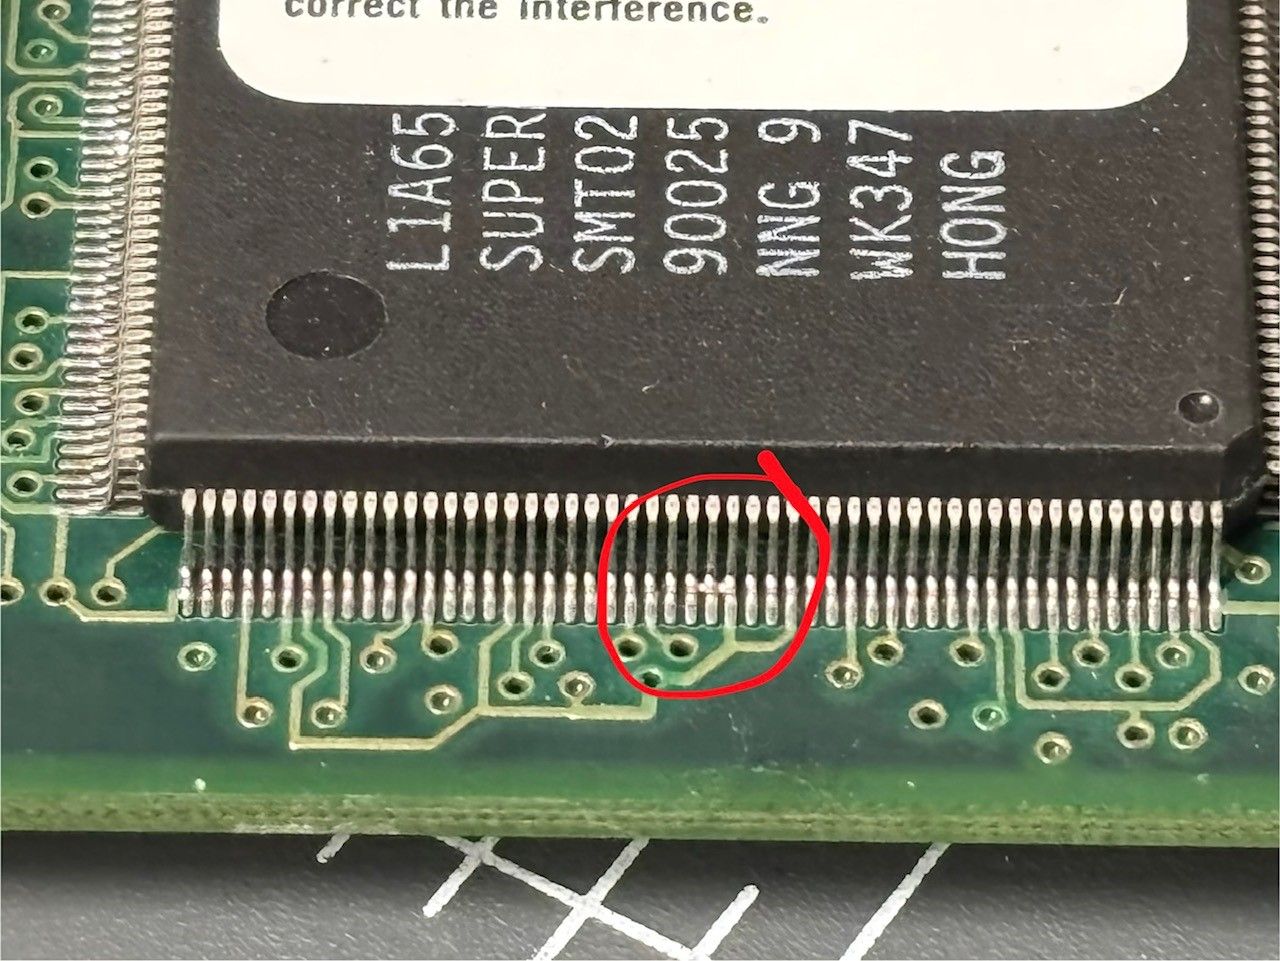 correct the interference.
L1A65
SUPER
SMT02
90025
NNG 9
WK347
HONG